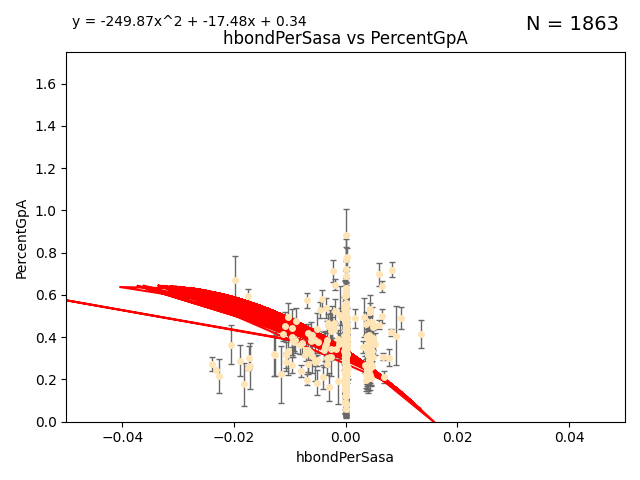 y = -249.87x^2 + -17.48x + 0.34
N = 1863
hbondPerSasa vs PercentGpA
PercentGpA
1.6
1.4
1.2
1.0
0.8
0.6
0.4
0.2
0.0
−0.04
−0.02
0.00
0.02
0.04
hbondPerSasa